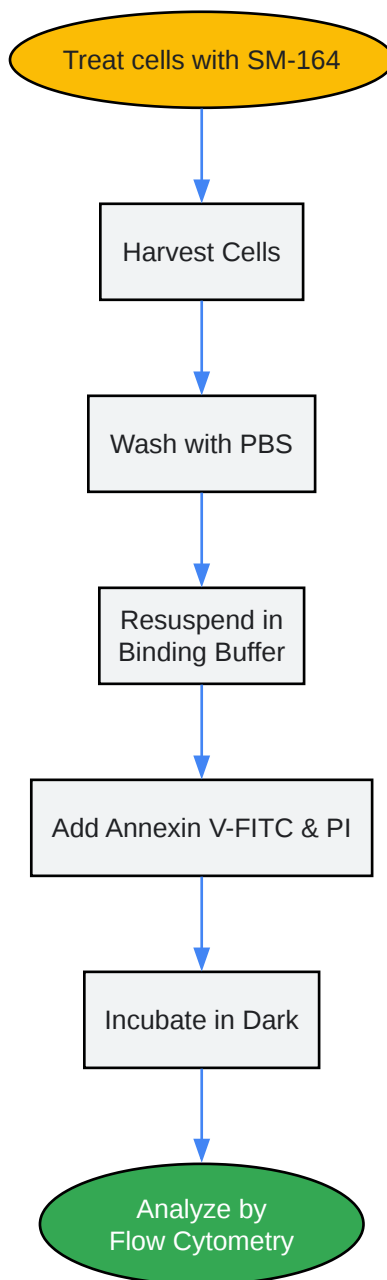 Treat cells with SM-164
Harvest Cells
Wash with PBS
Resuspend in
Binding Buffer
Add Annexin V-FITC & PI
Incubate in Dark
Analyze by
Flow Cytometry